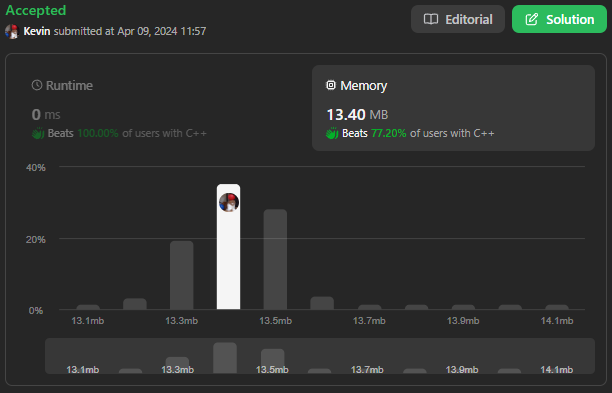 Accepted
Editorial
Solution
Kevin submitted at Apr 09, 2024 11:57
Runtime
Memory
0 ms
13.40 MB
Beats 100.00% of users with C++
Beats 77.20% of users with C++
40%
20%
0%
13.1mb 13.3mb 13.5mb 13.7mb 13.9mb 14.1mb
13.1mb 13.3mb 13.5mb 13.7mb 13.9mb 14.1mb